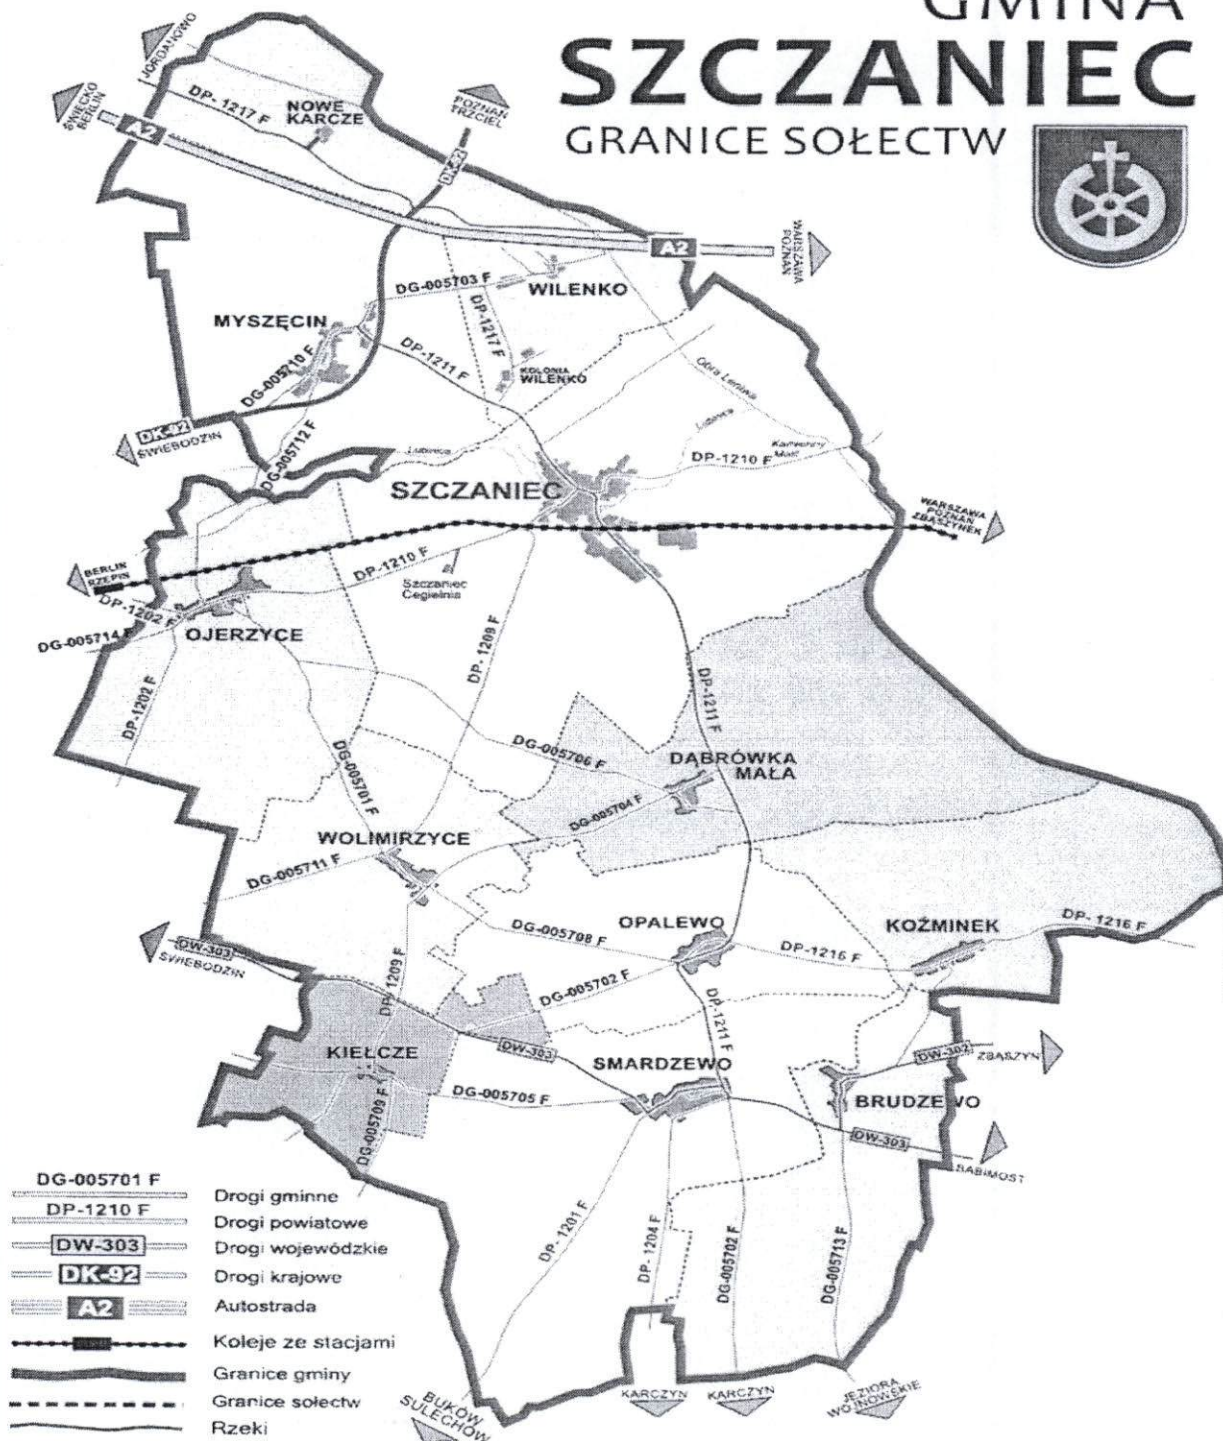 GMINA
SZCZANIEC
GRANICE SOŁECTW
JORDANOWO
ŚWIECKO
BERLIN
A2
DP-1217 F
NOWE
KARCZE
POZNAŃ
TRZCIEL
DK-92
A2
WARSZAWA
POZNAŃ
DG-005703 F
WILENKO
MYSZĘCIN
DP-1217 F
DP-1211 F
KOLONIA
WILENKO
DG-005210 F
Obra Leniwa
DK-92
ŚWIEBODZIN
DG-005712 F
Lubinica
Lubinica
Kamienny
Most
DP-1210 F
SZCZANIEC
WARSZAWA
POZNAŃ
ZBĄSZYNEK
BERLIN
RZEPIN
DP-1210 F
Szczaniec
Cegielnia
DP-1202 F
DG-005714 F
OJERZYCE
DP-1209 F
DP-1202 F
DP-1211 F
DG-005701 F
DG-005706 F
DĄBRÓWKA
MAŁA
DG-005704 F
WOLIMIRZYCE
DG-005711 F
DG-005708 F
OPALEWO
KOŹMINEK
DP-1216 F
DP-1216 F
DW-303
ŚWIEBODZIN
DP-1209 F
DG-005702 F
DP-1211 F
KIEŁCZE
DW-303
SMARDZEWO
DW-302
ZBĄSZYŃ
DG-005705 F
DG-005709 F
BRUDZEWO
DW-303
BABIMOST
DP-1201 F
DP-1204 F
DG-005702 F
DG-005713 F
DG-005701 F
Drogi gminne
DP-1210 F
Drogi powiatowe
DW-303
Drogi wojewódzkie
DK-92
Drogi krajowe
A2
Autostrada
Koleje ze stacjami
Granice gminy
Granice sołectw
Rzeki
BUKÓW
SULECHÓW
KARCZYN
KARCZYN
JEZIORA
WOJNOWSKIE